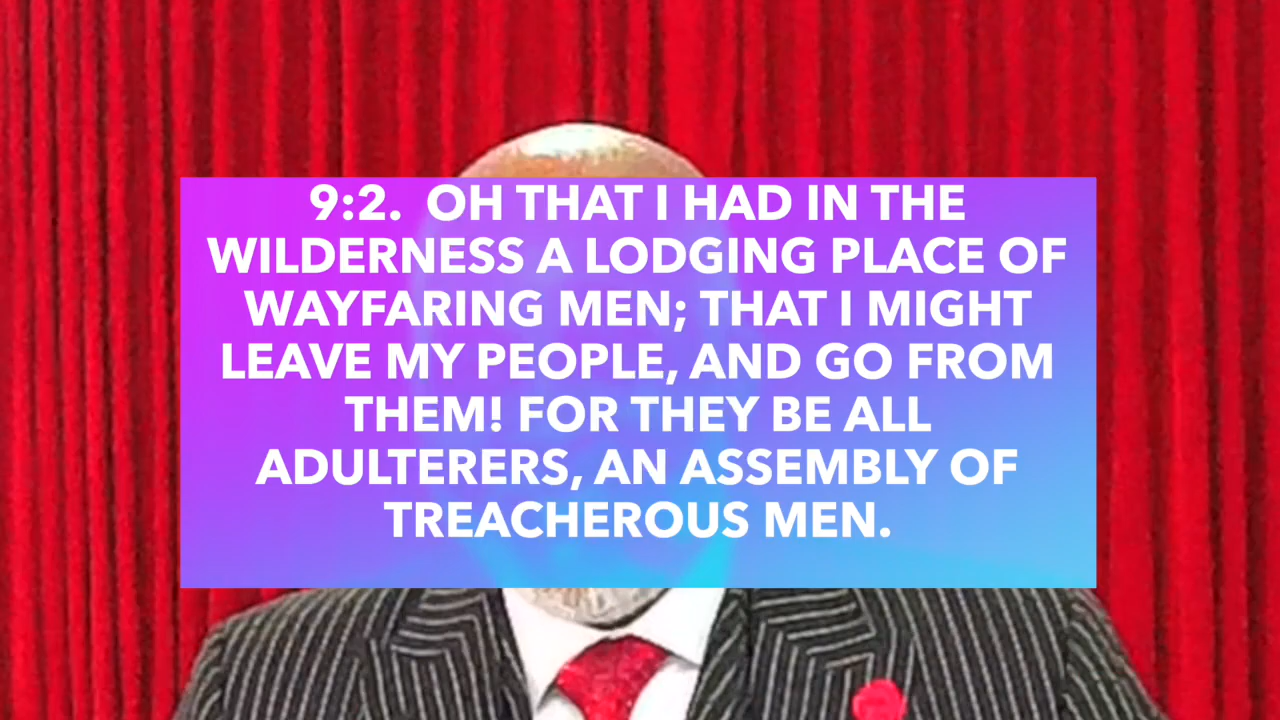 9:2. OH THAT I HAD IN THE
WILDERNESS A LODGING PLACE OF
WAYFARING MEN; THAT I MIGHT
LEAVE MY PEOPLE, AND GO FROM
THEM! FOR THEY BE ALL
ADULTERERS, AN ASSEMBLY OF
TREACHEROUS MEN.